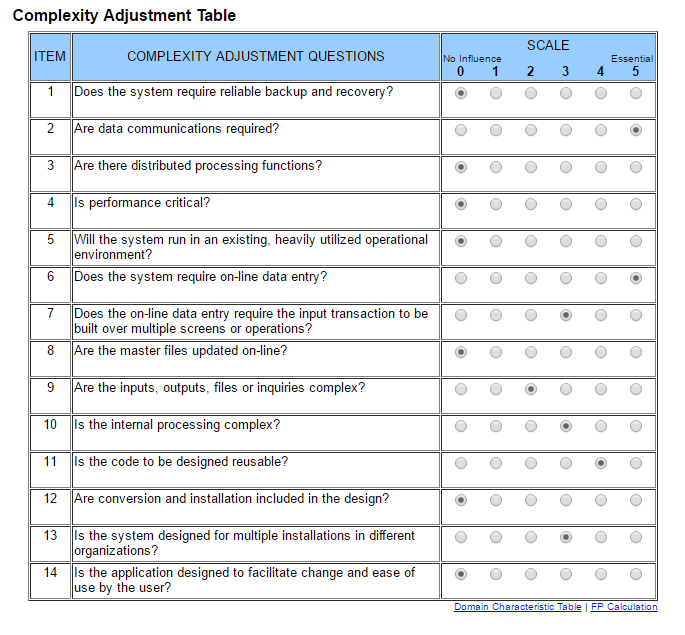 Complexity Adjustment Table
ITEM COMPLEXITY ADJUSTMENT QUESTIONS SCALE
No Influence Essential
0 1 2 3 4 5
1 Does the system require reliable backup and recovery?
2 Are data communications required?
3 Are there distributed processing functions?
4 Is performance critical?
5 Will the system run in an existing, heavily utilized operational
environment?
6 Does the system require on-line data entry?
7 Does the on-line data entry require the input transaction to be
built over multiple screens or operations?
8 Are the master files updated on-line?
9 Are the inputs, outputs, files or inquiries complex?
10 Is the internal processing complex?
11 Is the code to be designed reusable?
12 Are conversion and installation included in the design?
13 Is the system designed for multiple installations in different
organizations?
14 Is the application designed to facilitate change and ease of
use by the user?
Domain Characteristic Table | FP Calculation